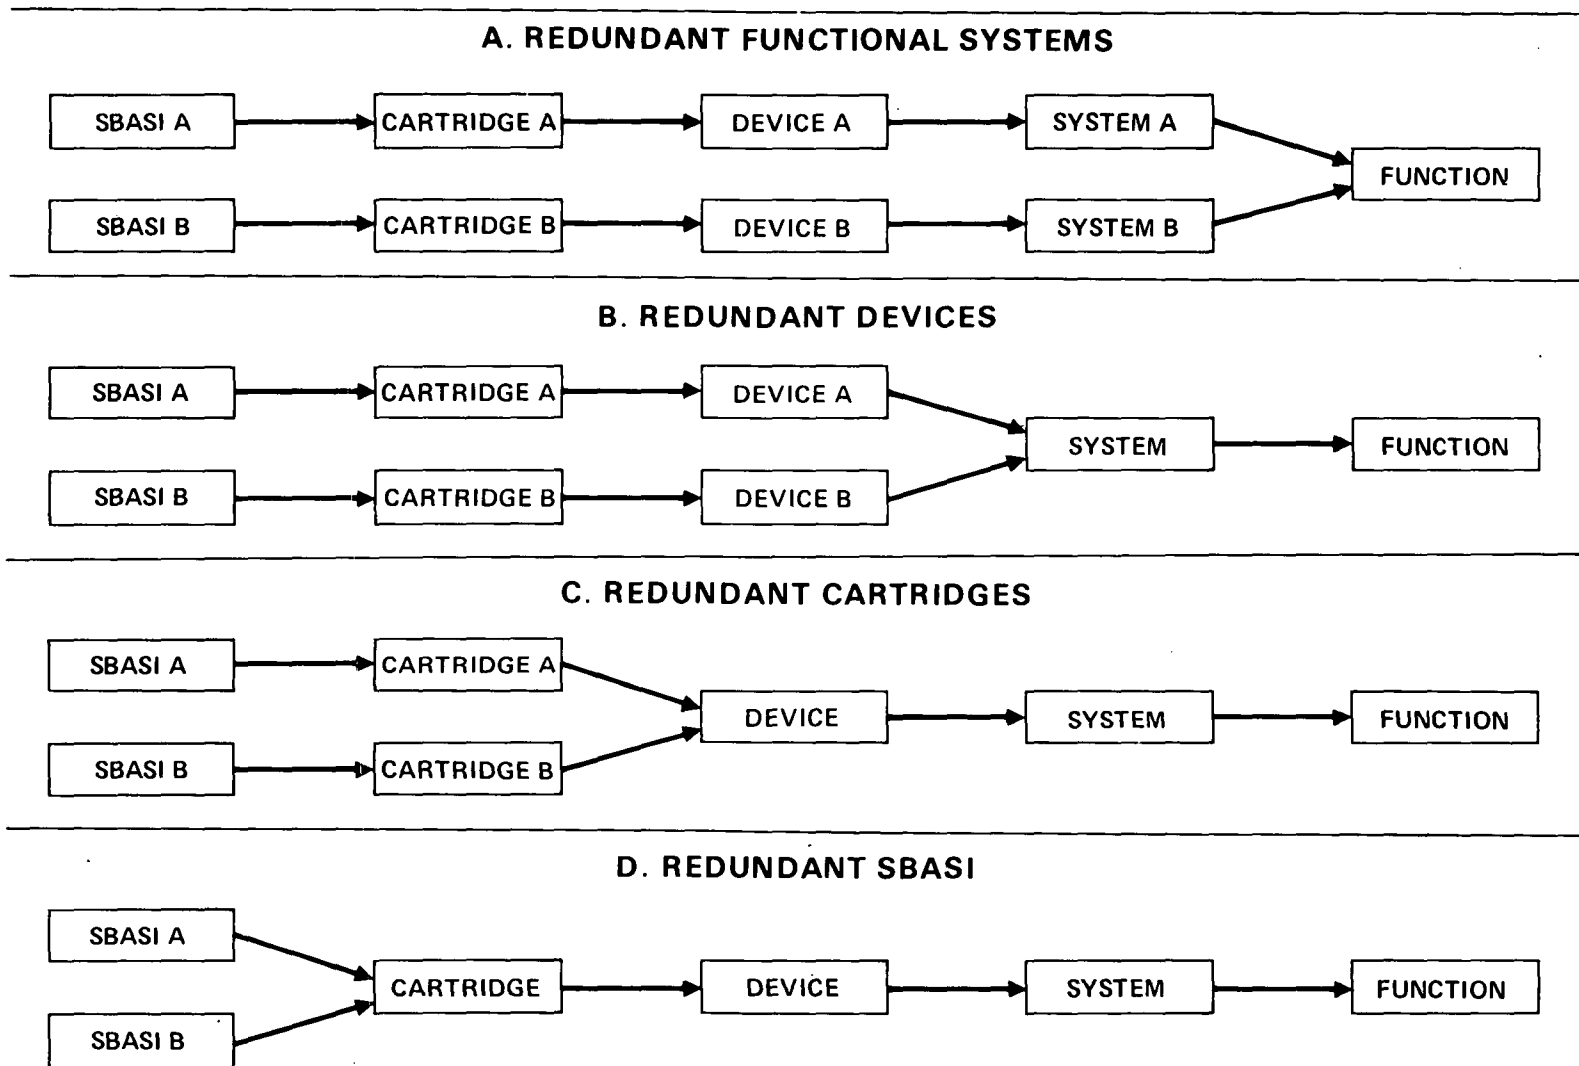 A. REDUNDANT FUNCTIONAL SYSTEMS
SBASI A
CARTRIDGE A
DEVICE A
SYSTEM A
FUNCTION
SBASI B
CARTRIDGE B
DEVICE B
SYSTEM B
B. REDUNDANT DEVICES
SBASI A
CARTRIDGE A
DEVICE A
SYSTEM
FUNCTION
SBASI B
CARTRIDGE B
DEVICE B
C. REDUNDANT CARTRIDGES
SBASI A
CARTRIDGE A
DEVICE
SYSTEM
FUNCTION
SBASI B
CARTRIDGE B
D. REDUNDANT SBASI
SBASI A
CARTRIDGE
DEVICE
SYSTEM
FUNCTION
SBASI B